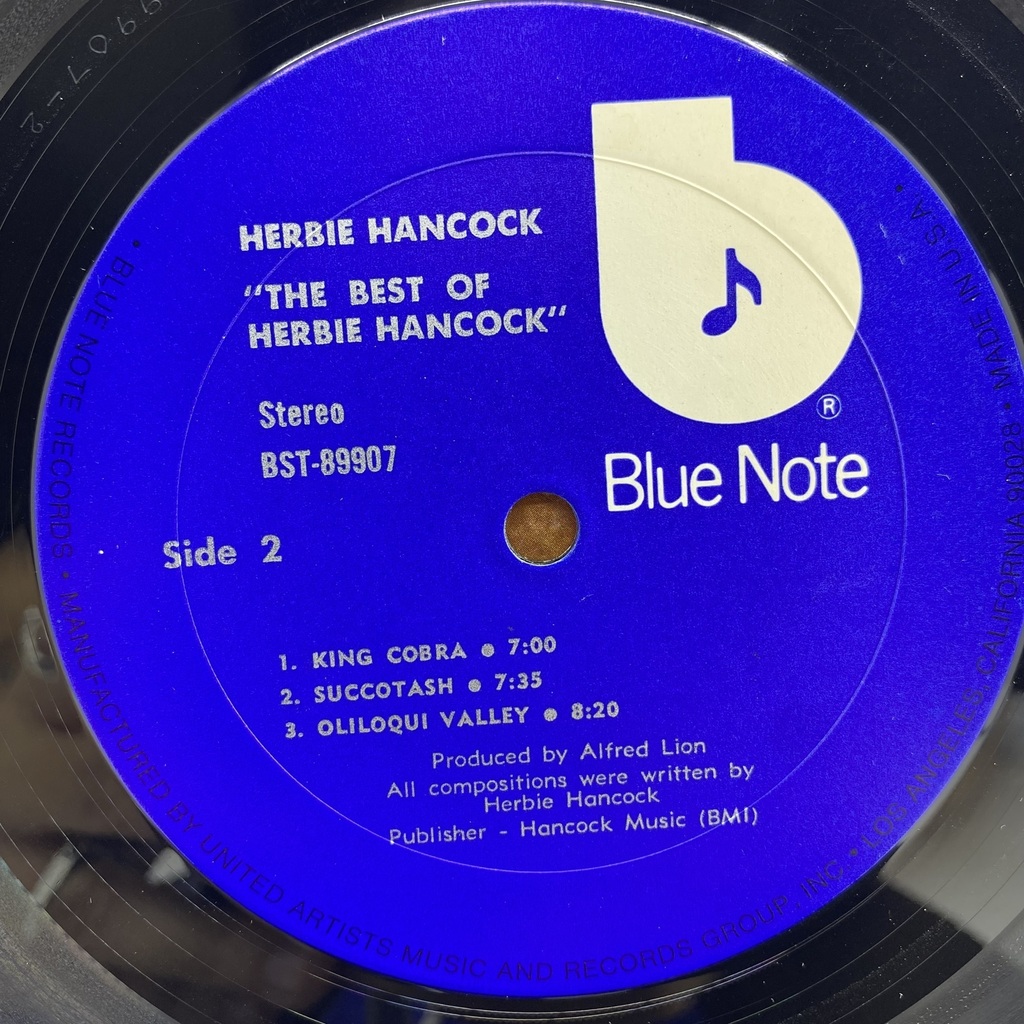 HERBIE HANCOCK
"THE BEST OF
HERBIE HANCOCK"
Stereo
BST-89907
Side 2
®
Blue Note
1. KING COBRA ● 7:00
2. SUCCOTASH ● 7:35
3. OLILOQUI VALLEY ● 8:20
Produced by Alfred Lion
All compositions were written by
Herbie Hancock
Publisher - Hancock Music (BMI)
• BLUE NOTE RECORDS • MANUFACTURED BY UNITED ARTISTS MUSIC AND RECORDS GROUP, INC • LOS ANGELES, CALIFORNIA 90028 • MADE IN U.S.A •